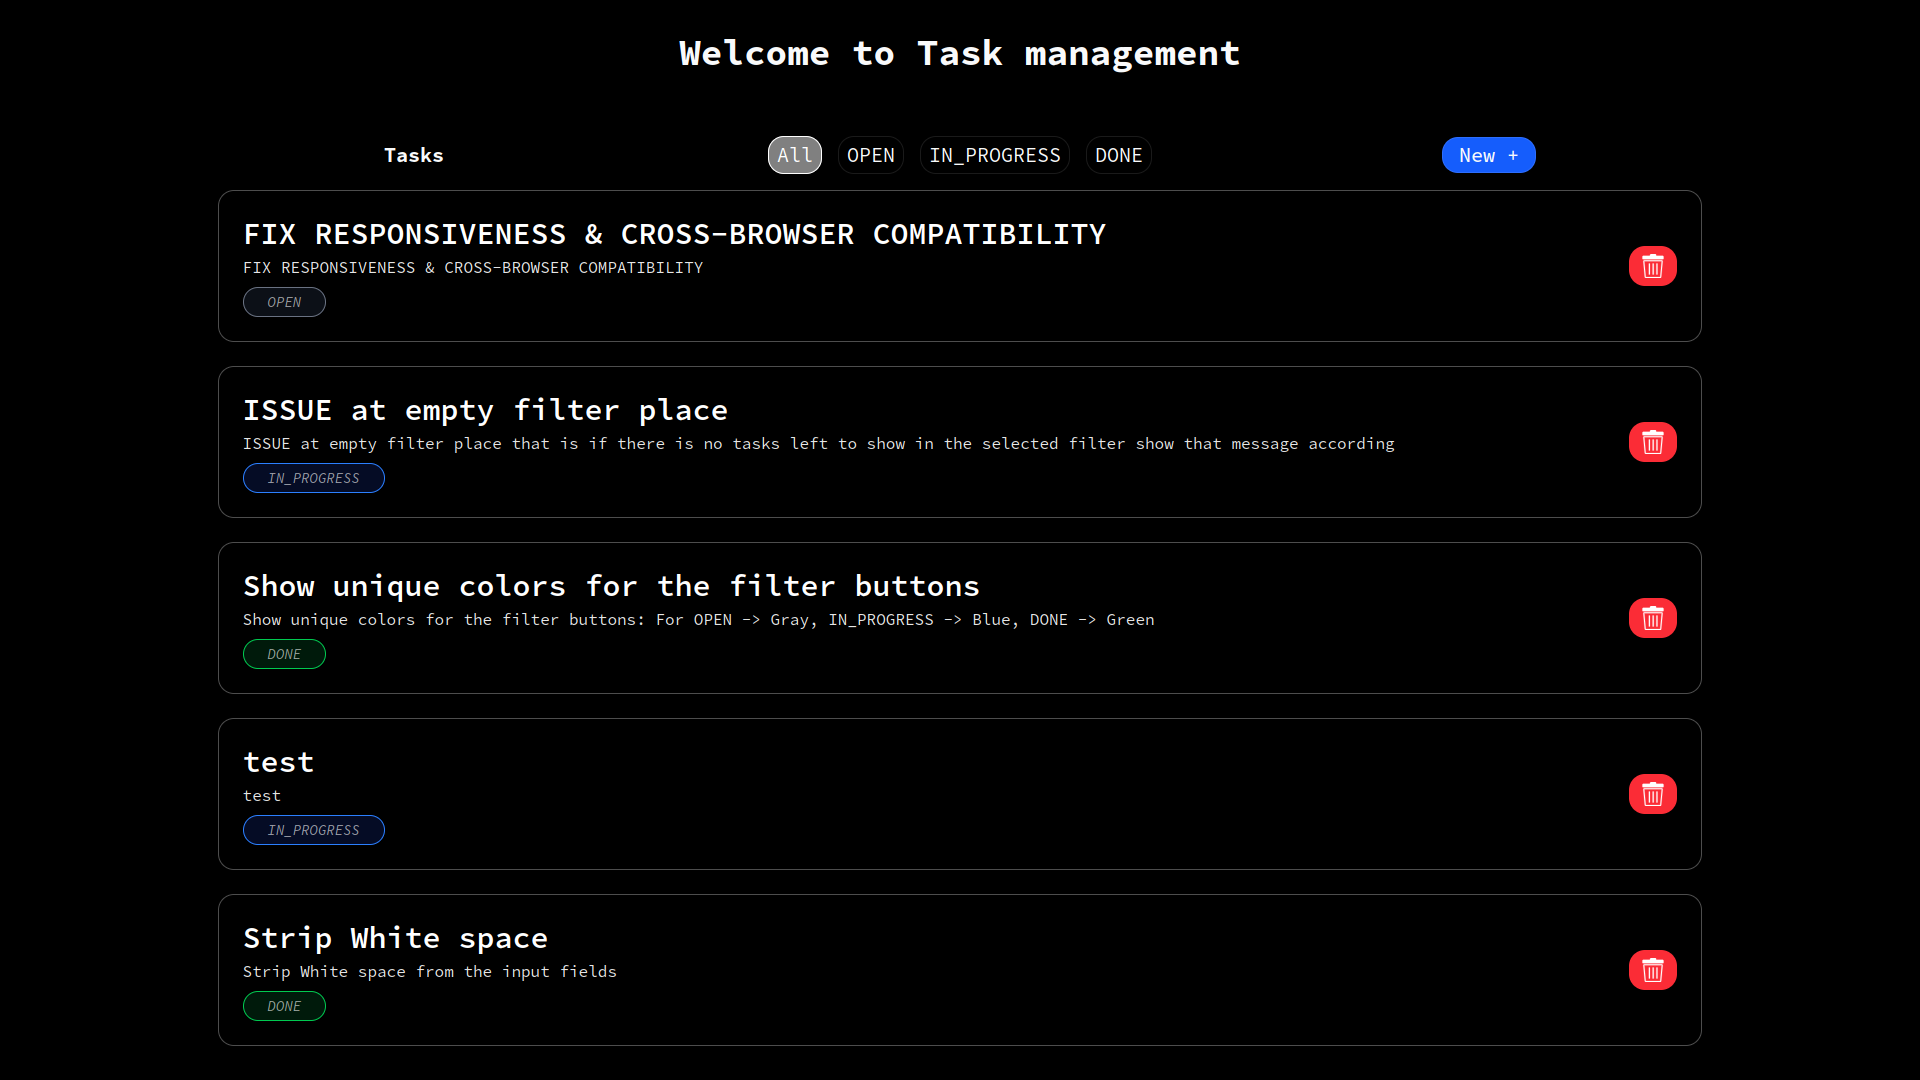 Welcome to Task management
Tasks
All OPEN IN_PROGRESS DONE
New +
FIX RESPONSIVENESS & CROSS-BROWSER COMPATIBILITY
FIX RESPONSIVENESS & CROSS-BROWSER COMPATIBILITY
OPEN
ISSUE at empty filter place
ISSUE at empty filter place that is if there is no tasks left to show in the selected filter show that message according
IN_PROGRESS
Show unique colors for the filter buttons
Show unique colors for the filter buttons: For OPEN -> Gray, IN_PROGRESS -> Blue, DONE -> Green
DONE
test
test
IN_PROGRESS
Strip White space
Strip White space from the input fields
DONE